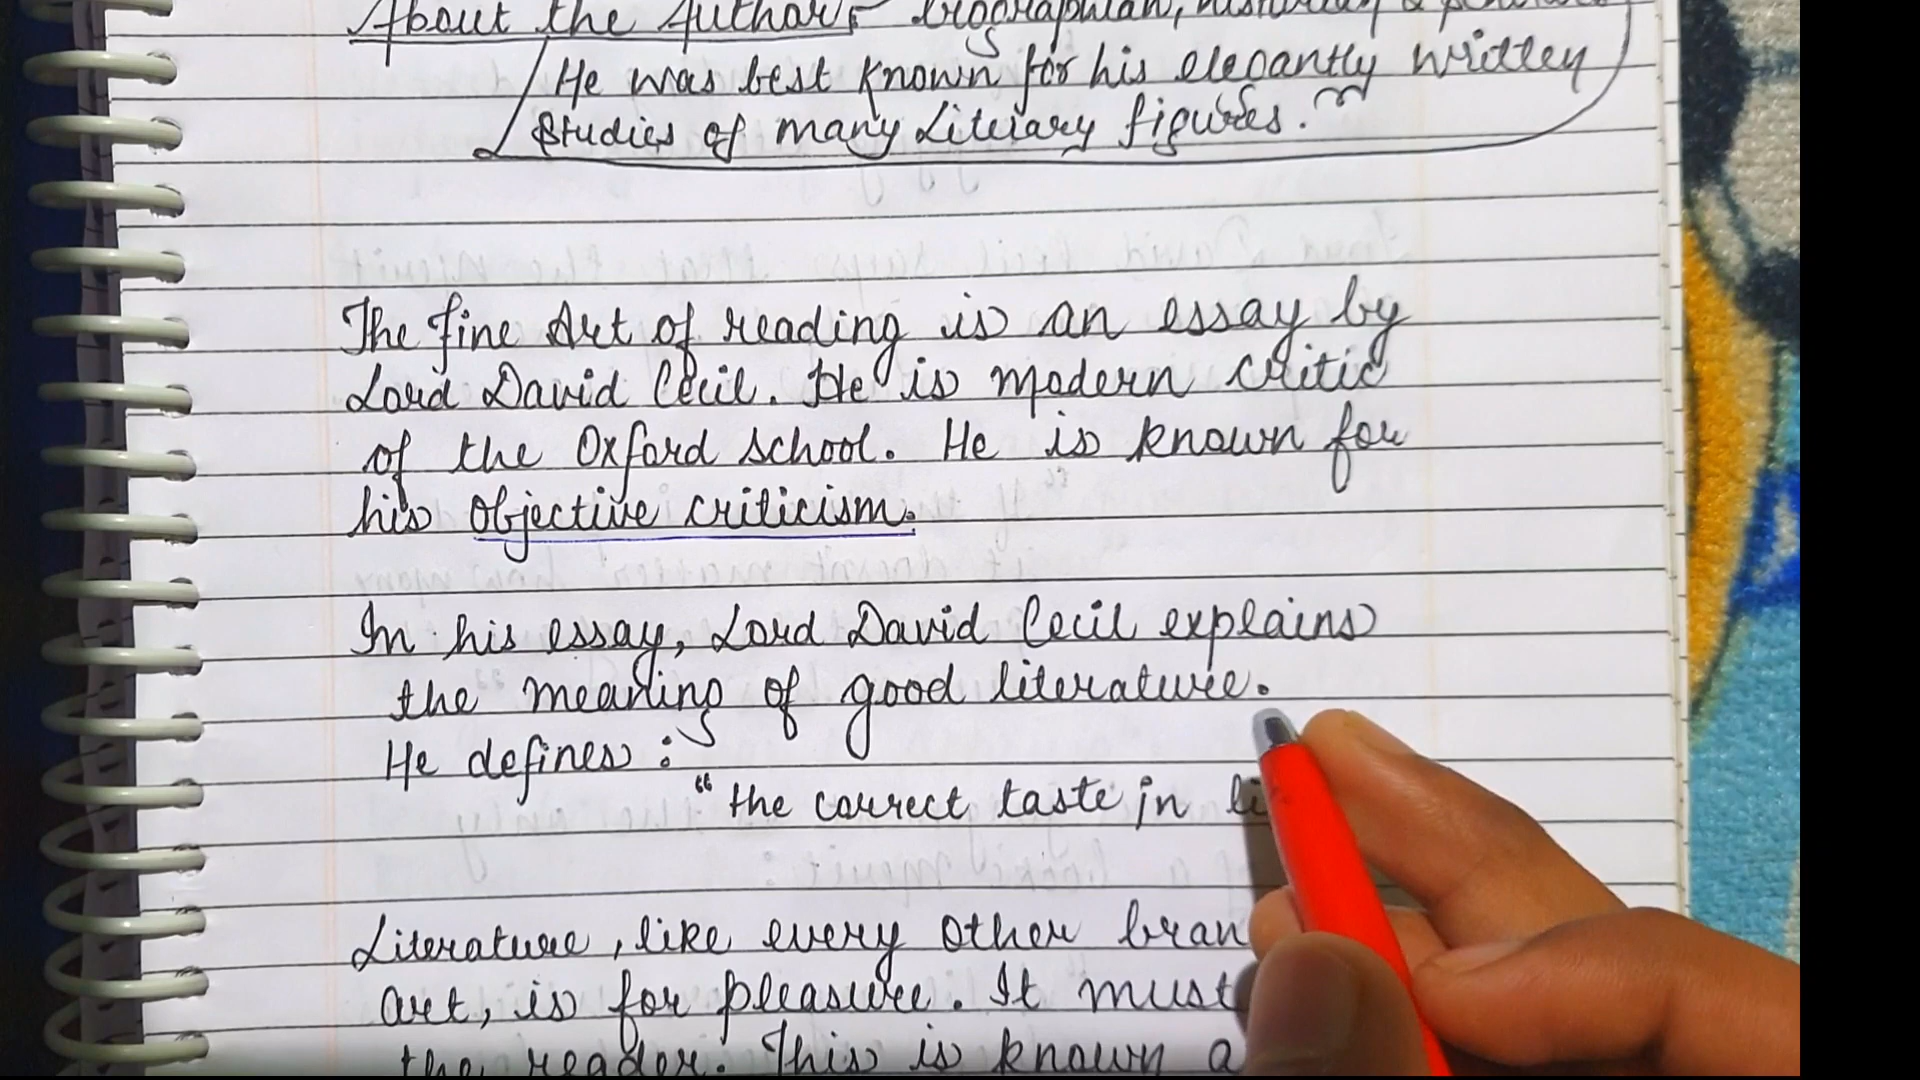 About the Author:- biographian, historian &
He was best known for his elegantly written
Studies of many Literary figures.
The fine Art of reading is an essay by
Lord David Cecil. He is modern critic
of the Oxford school. He is known for
his objective criticism.
In his essay, Lord David Cecil explains
the meaning of good literature.
He defines :
"the correct taste in li
Literature, like every other bran
art, is for pleasure. It must
the reader. This is known a